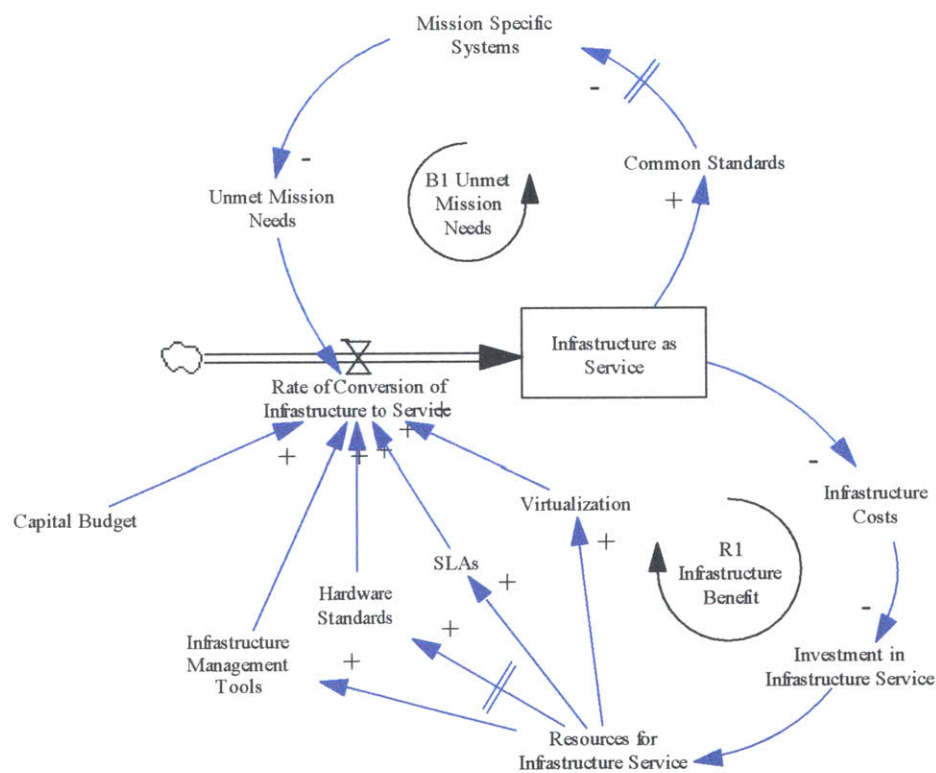 Mission Specific
Systems
-
-
Common Standards
B1 Unmet
Mission
Needs
Unmet Mission
Needs
+
Infrastructure as
Service
Rate of Conversion of
Infrastructure to Service
+
+
+
+
+
-
Capital Budget
Virtualization
Infrastructure
Costs
+
R1
Infrastructure
Benefit
SLAs
+
Hardware
Standards
+
-
Infrastructure
Management
Tools
+
Investment in
Infrastructure Service
Resources for
Infrastructure Service